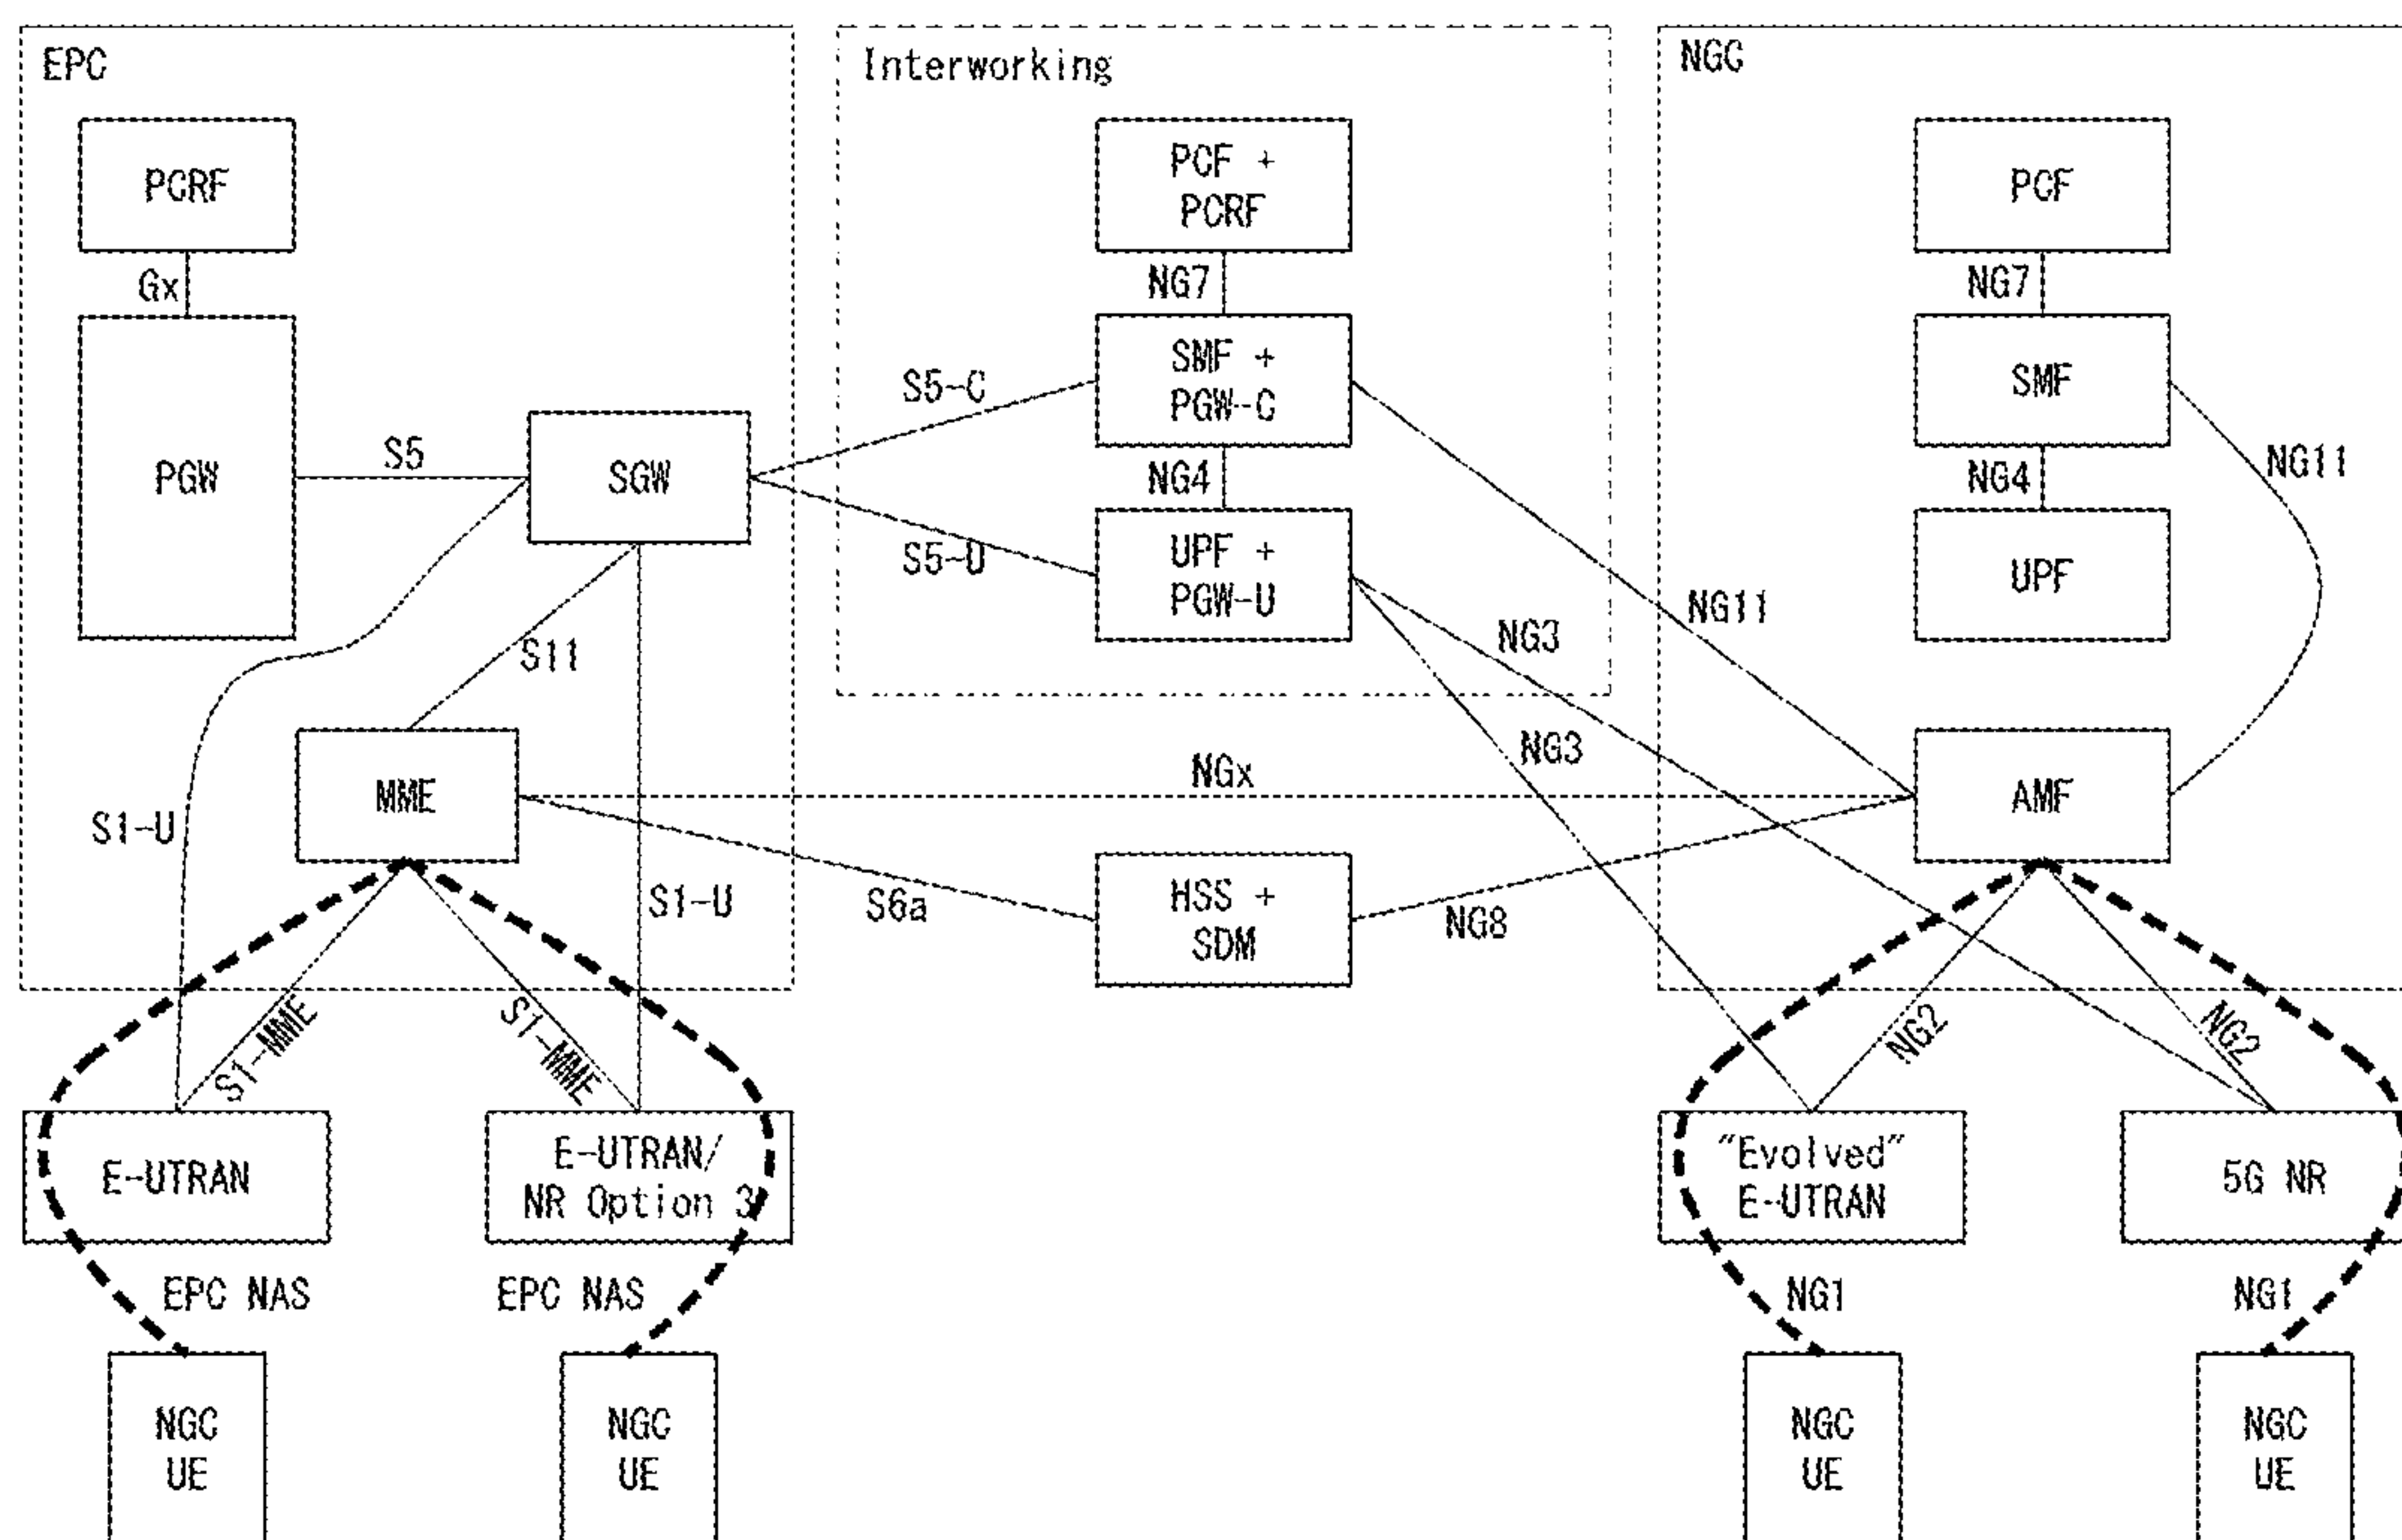 EPC
Interworking
NGC
PCRF
PCF +
PCRF
PCF
Gx
NG7
NG7
SMF +
PGW-C
SMF
S5-C
PGW
S5
SGW
NG4
NG4
NG11
S5-U
UPF +
PGW-U
UPF
NG11
NG3
S11
NG3
NGx
MME
AMF
S1-U
S1-U
S6a
HSS +
SDM
NG8
S1-MME
S1-MME
NG2
NG2
E-UTRAN
E-UTRAN/
NR Option 3
"Evolved"
E-UTRAN
5G NR
EPC NAS
EPC NAS
NG1
NG1
NGC
UE
NGC
UE
NGC
UE
NGC
UE